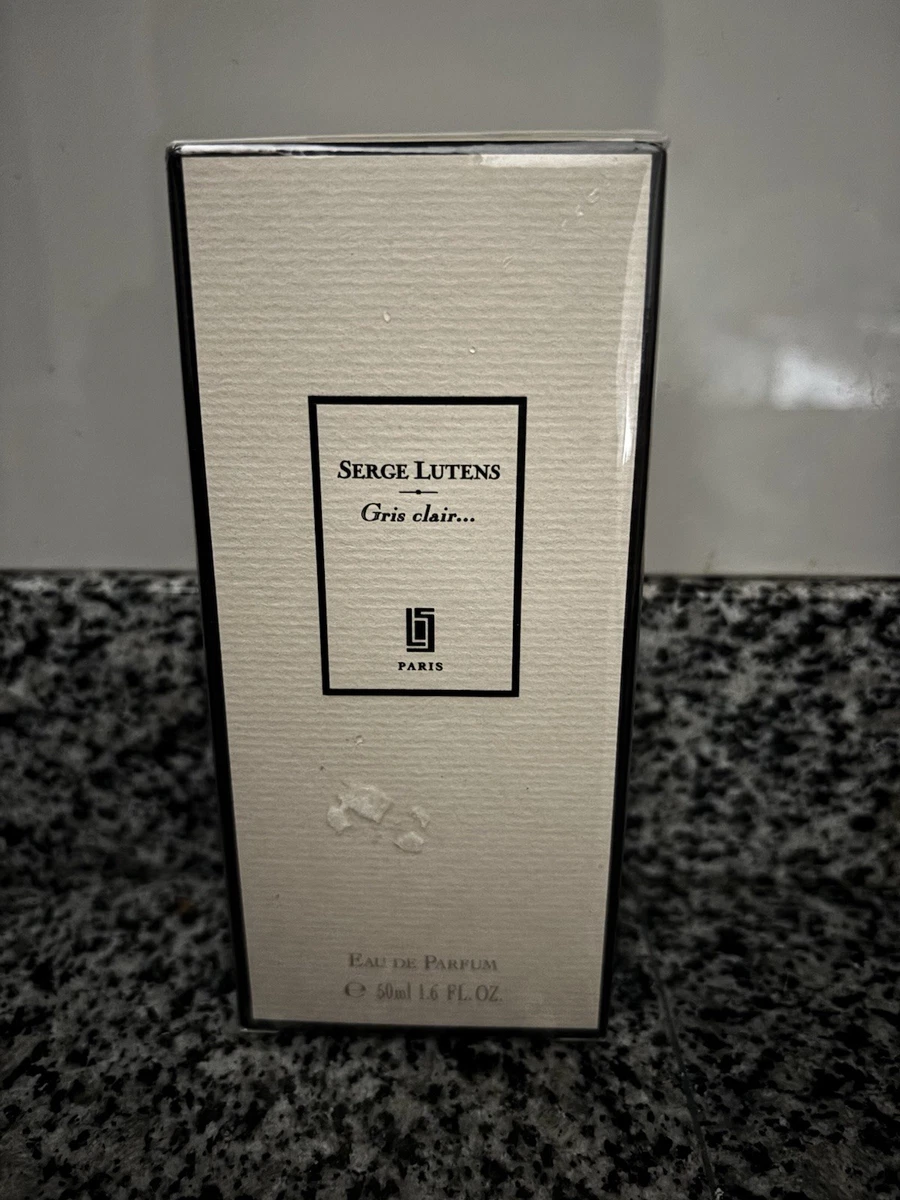 SERGE LUTENS
Gris clair...
PARIS
EAU DE PARFUM
℮ 50ml 1.6 FL.OZ.